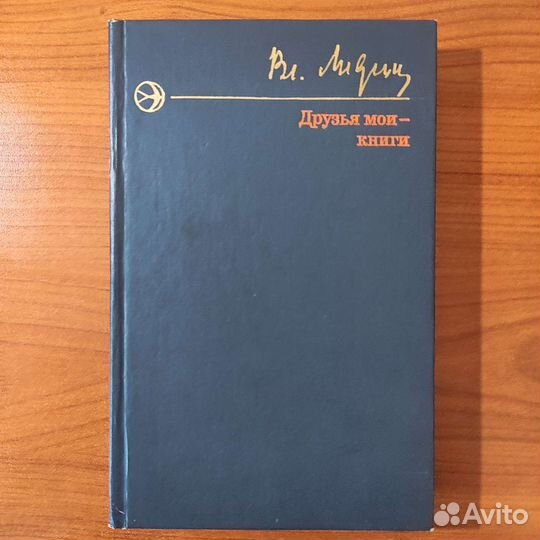 Вл. Лидин
Друзья мои –
книги
Avito